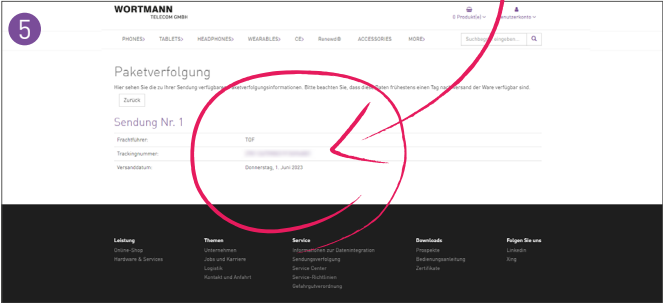 5
WORTMANN
TELECOM GMBH
0 Produkt(e) Benutzerkonto
PHONES TABLETS HEADPHONES WEARABLES CE Renewd® ACCESSORIES MORE Suchbegriff eingeben...
Paketverfolgung
Hier sehen Sie die zu Ihrer Sendung verfügbaren Paketverfolgungsinformationen. Bitte beachten Sie, dass diese Daten frühestens einen Tag nach Versand der Ware verfügbar sind.
Zurück
Sendung Nr. 1
Frachtführer: TOF
Trackingnummer:
Versanddatum: Donnerstag, 1. Juni 2023
Leistung Themen Service Downloads Folgen Sie uns
Online-Shop Unternehmen Informationen zur Datenintegration Prospekte Linkedin
Hardware & Services Jobs und Karriere Sendungsverfolgung Bedienungsanleitung Xing
Logistik Service Center Zertifikate
Kontakt und Anfahrt Service-Richtlinien
Gefahrgutverordnung